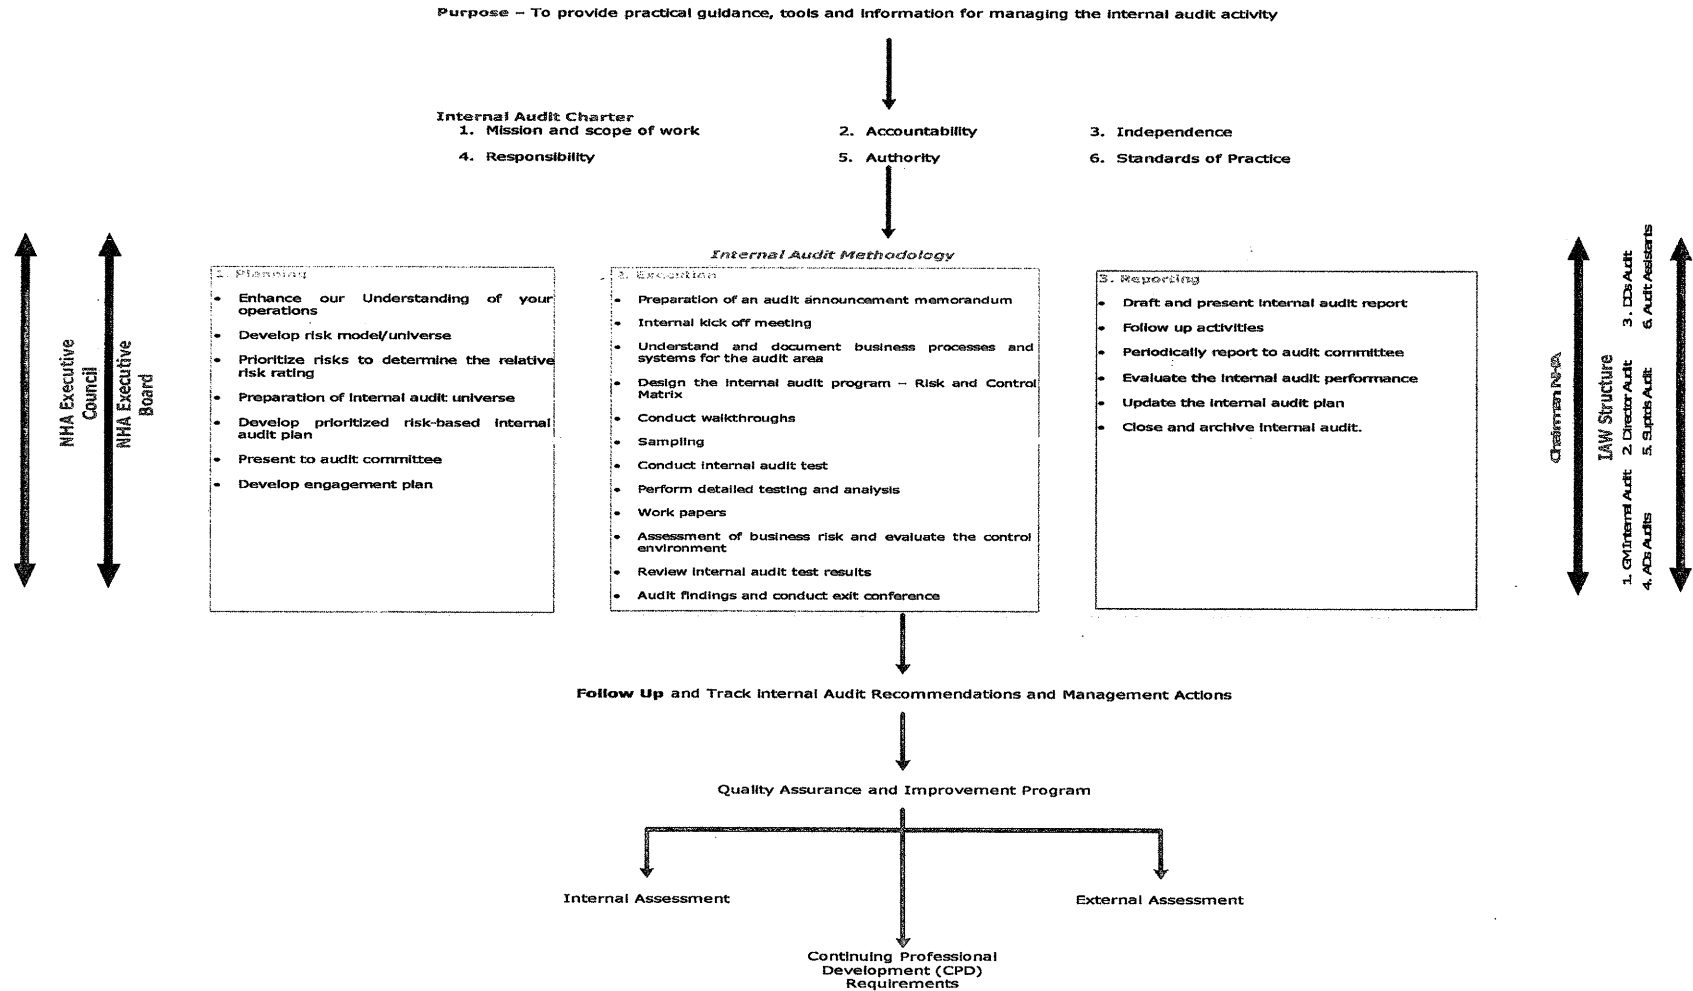 Purpose – To provide practical guidance, tools and information for managing the internal audit activity
Internal Audit Charter
1. Mission and scope of work
2. Accountability
3. Independence
4. Responsibility
5. Authority
6. Standards of Practice
Internal Audit Methodology
1. Planning
• Enhance our Understanding of your
operations
• Develop risk model/universe
• Prioritize risks to determine the relative
risk rating
• Preparation of internal audit universe
• Develop prioritized risk-based internal
audit plan
• Present to audit committee
• Develop engagement plan
2. Execution
• Preparation of an audit announcement memorandum
• Internal kick off meeting
• Understand and document business processes and
systems for the audit area
• Design the internal audit program – Risk and Control
Matrix
• Conduct walkthroughs
• Sampling
• Conduct internal audit test
• Perform detailed testing and analysis
• Work papers
• Assessment of business risk and evaluate the control
environment
• Review internal audit test results
• Audit findings and conduct exit conference
3. Reporting
• Draft and present internal audit report
• Follow up activities
• Periodically report to audit committee
• Evaluate the internal audit performance
• Update the internal audit plan
• Close and archive internal audit.
NHA Executive
Council
NHA Executive
Board
Chairman NHA
IAW Structure
1. GM Internal Audit 2. Director Audit 3. DDs Audit
4. ADs Audits 5. Suptds Audit 6. Audit Assistants
Follow Up and Track Internal Audit Recommendations and Management Actions
Quality Assurance and Improvement Program
Internal Assessment
External Assessment
Continuing Professional
Development (CPD)
Requirements